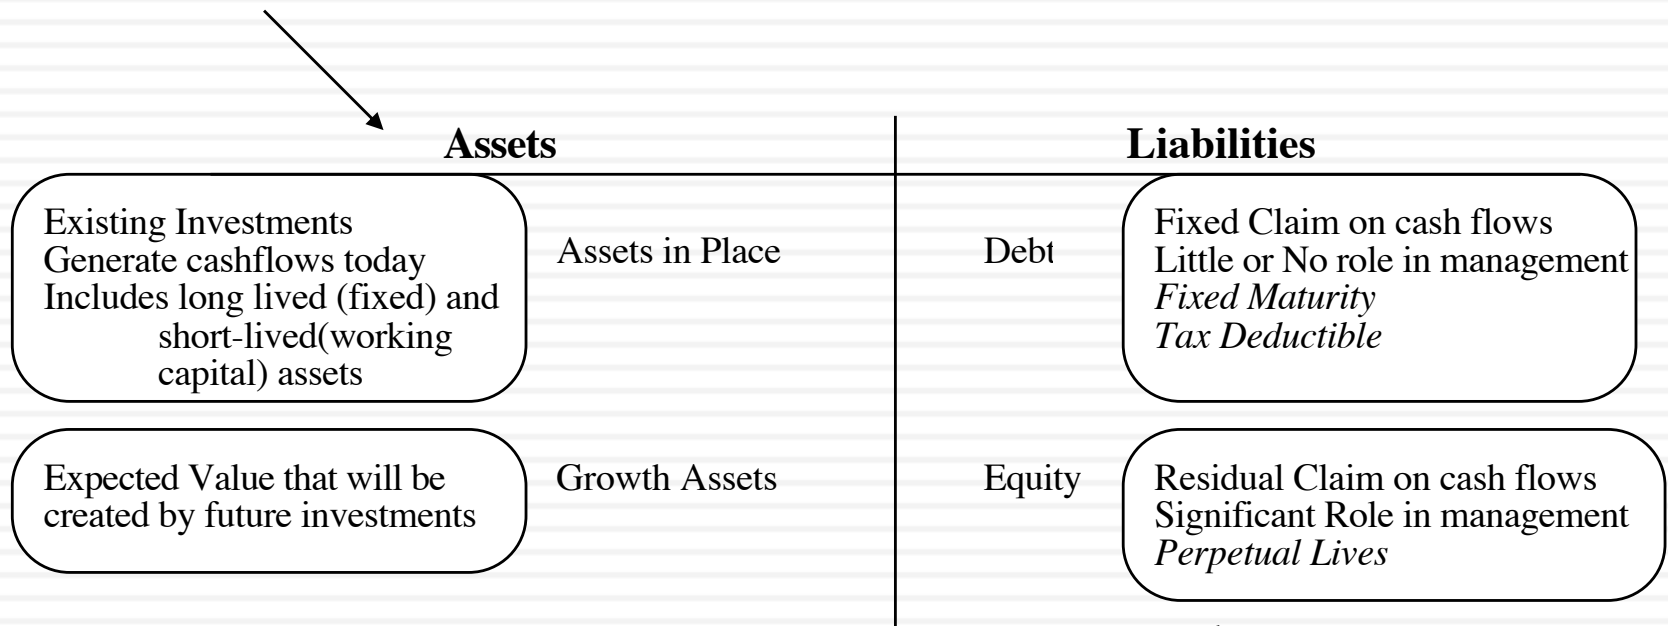 Assets
Liabilities
Existing Investments
Generate cashflows today
Includes long lived (fixed) and
short-lived(working
capital) assets
Assets in Place
Debt
Fixed Claim on cash flows
Little or No role in management
Fixed Maturity
Tax Deductible
Expected Value that will be
created by future investments
Growth Assets
Equity
Residual Claim on cash flows
Significant Role in management
Perpetual Lives